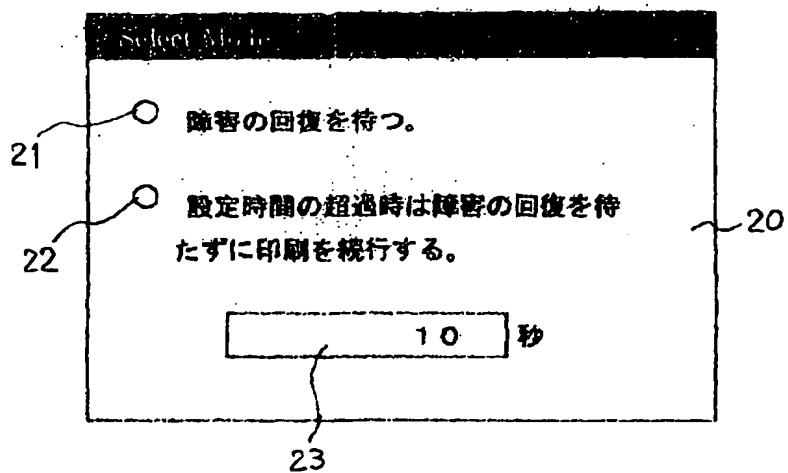 Select Mode
21
障害の回復を待つ。
22
設定時間の超過時は障害の回復を待
たずに印刷を続行する。
20
10 秒
23